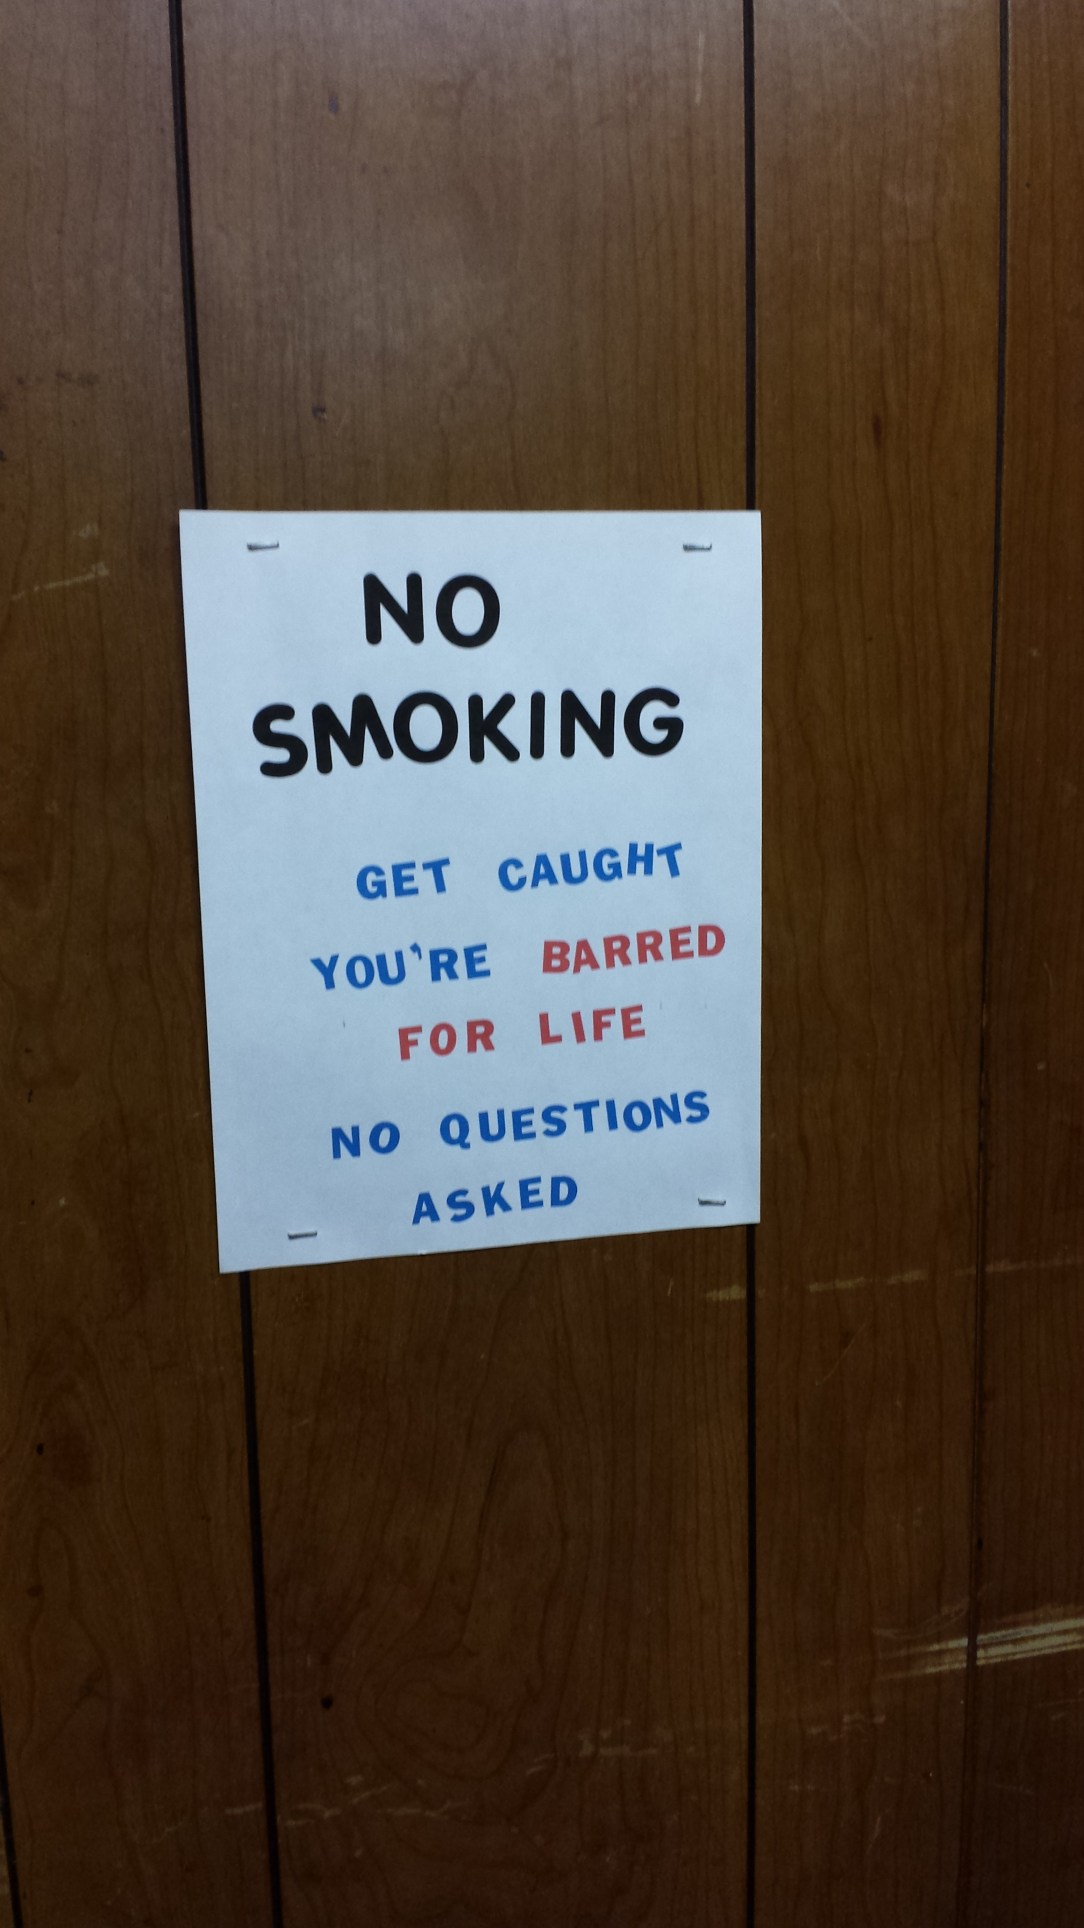 NO
SMOKING
GET CAUGHT
YOU'RE BARRED
FOR LIFE
NO QUESTIONS
ASKED